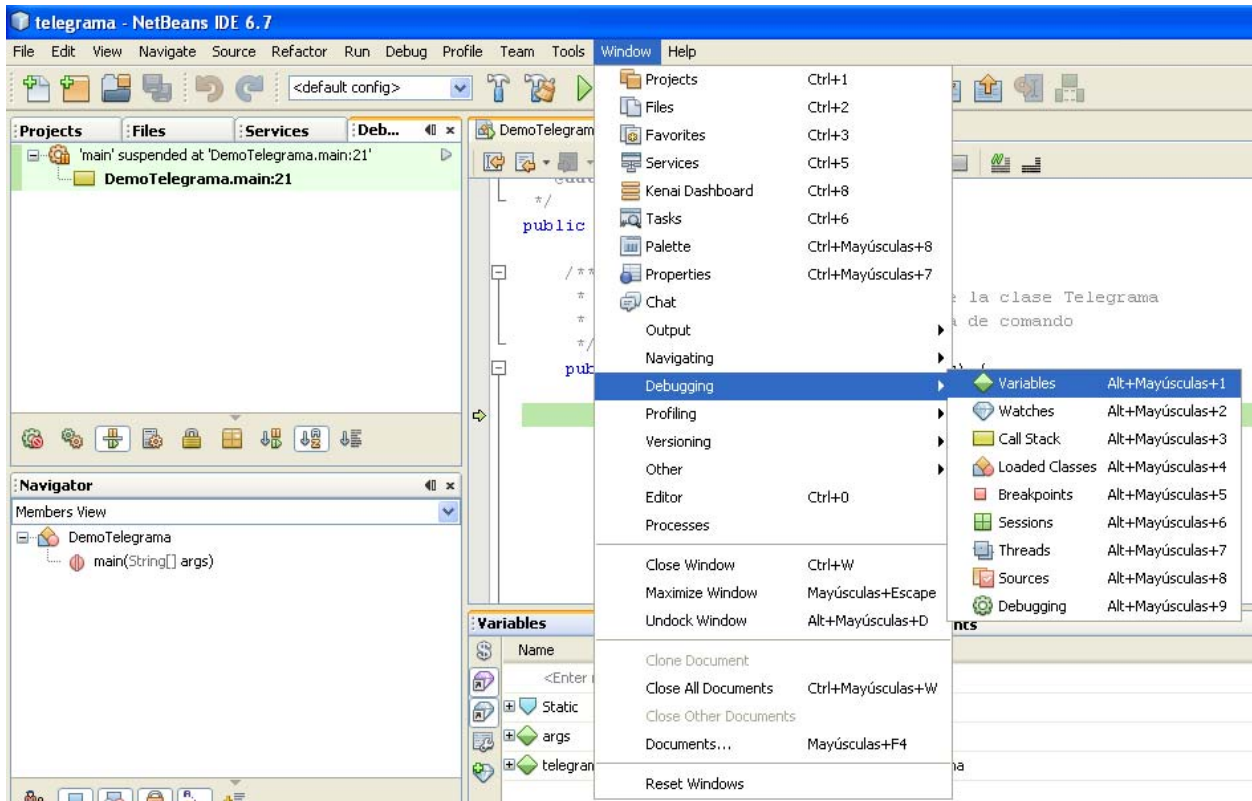 telegrama - NetBeans IDE 6.7
File Edit View Navigate Source Refactor Run Debug Profile Team Tools Window Help
<default config>
Projects Files Services Deb...
'main' suspended at 'DemoTelegrama.main:21'
DemoTelegrama.main:21
Navigator
Members View
DemoTelegrama
main(String[] args)
DemoTelegram
*/
public
/**
*
la clase Telegrama
*
de comando
*/
pub
Projects Ctrl+1
Files Ctrl+2
Favorites Ctrl+3
Services Ctrl+5
Kenai Dashboard Ctrl+8
Tasks Ctrl+6
Palette Ctrl+Mayúsculas+8
Properties Ctrl+Mayúsculas+7
Chat
Output
Navigating
Debugging
Profiling
Versioning
Other
Editor Ctrl+0
Processes
Close Window Ctrl+W
Maximize Window Mayúsculas+Escape
Undock Window Alt+Mayúsculas+D
Clone Document
Close All Documents Ctrl+Mayúsculas+W
Close Other Documents
Documents... Mayúsculas+F4
Reset Windows
Variables Alt+Mayúsculas+1
Watches Alt+Mayúsculas+2
Call Stack Alt+Mayúsculas+3
Loaded Classes Alt+Mayúsculas+4
Breakpoints Alt+Mayúsculas+5
Sessions Alt+Mayúsculas+6
Threads Alt+Mayúsculas+7
Sources Alt+Mayúsculas+8
Debugging Alt+Mayúsculas+9
Variables
nts
Name
<Enter
Static
args
telegran
na